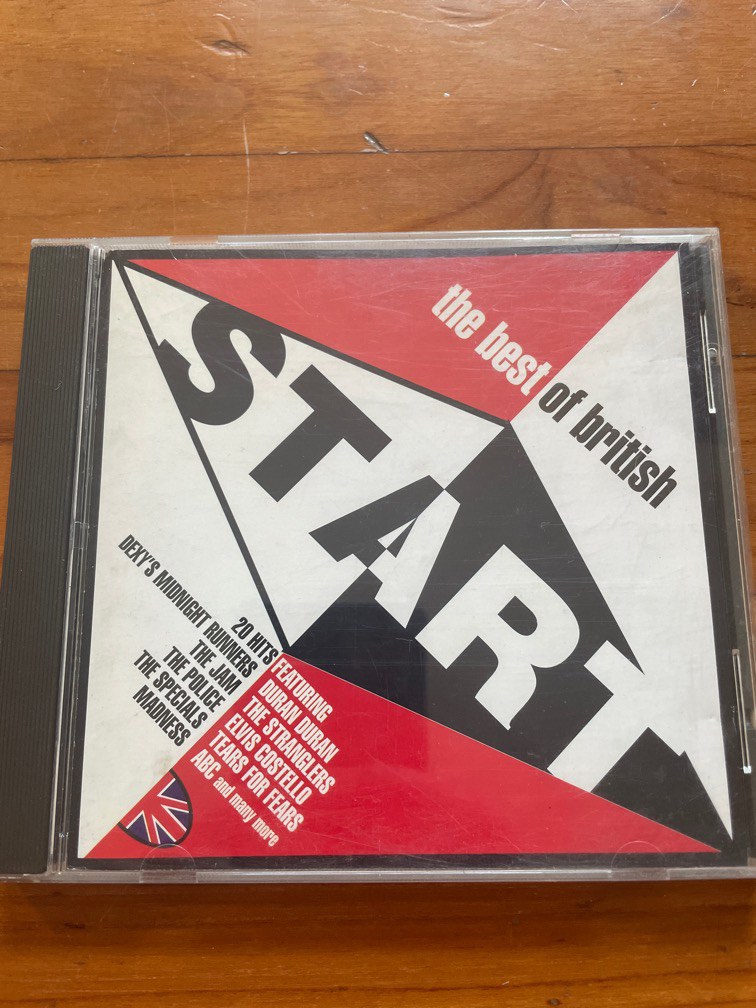 the best of british
START
20 HITS
DEXY'S MIDNIGHT RUNNERS
THE JAM
THE POLICE
THE SPECIALS
MADNESS
FEATURING
DURAN DURAN
THE STRANGLERS
ELVIS COSTELLO
TEARS FOR FEARS
ABC and many more